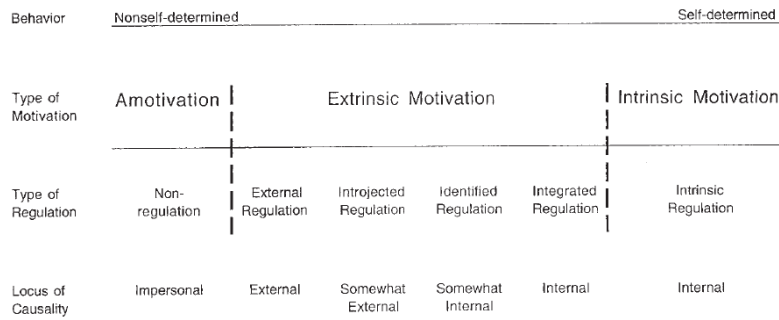 Behavior Nonself-determined Self-determined
Type of Motivation Amotivation Extrinsic Motivation Intrinsic Motivation
Type of Regulation Non-regulation External Regulation Introjected Regulation Identified Regulation Integrated Regulation Intrinsic Regulation
Locus of Causality Impersonal External Somewhat External Somewhat Internal Internal Internal